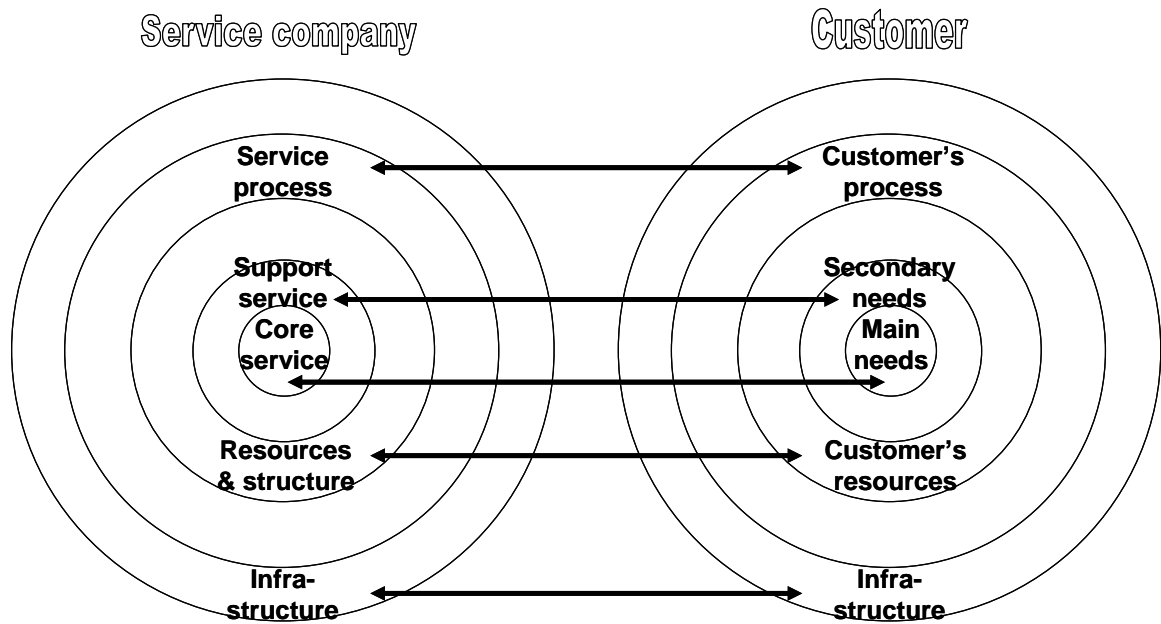 Service company
Customer
Service
process
Customer’s
process
Support
service
Secondary
needs
Core
service
Main
needs
Resources
& structure
Customer’s
resources
Infra-
structure
Infra-
structure